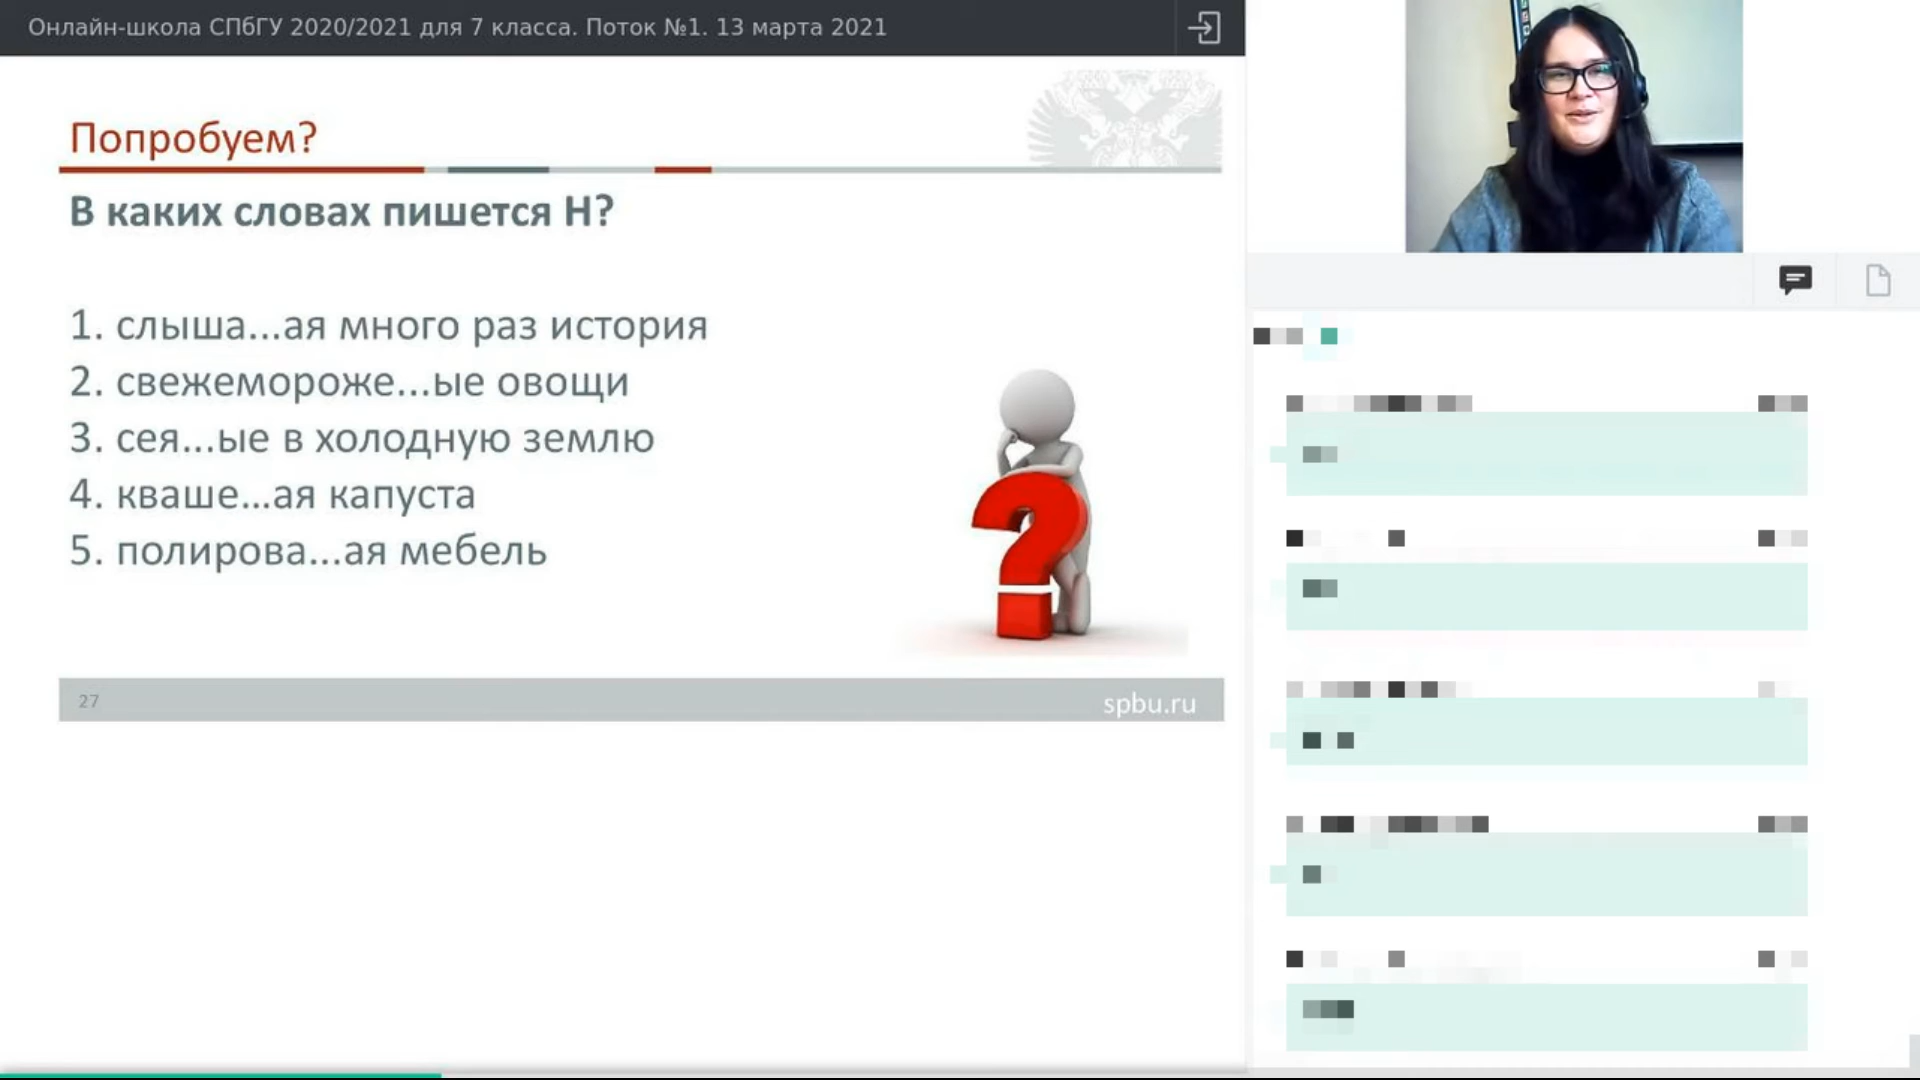 Онлайн-школа СПбГУ 2020/2021 для 7 класса. Поток №1. 13 марта 2021
Попробуем?
В каких словах пишется Н?
1. слыша...ая много раз история
2. свежемороже...ые овощи
3. сея...ые в холодную землю
4. кваше...ая капуста
5. полирова...ая мебель
27
spbu.ru